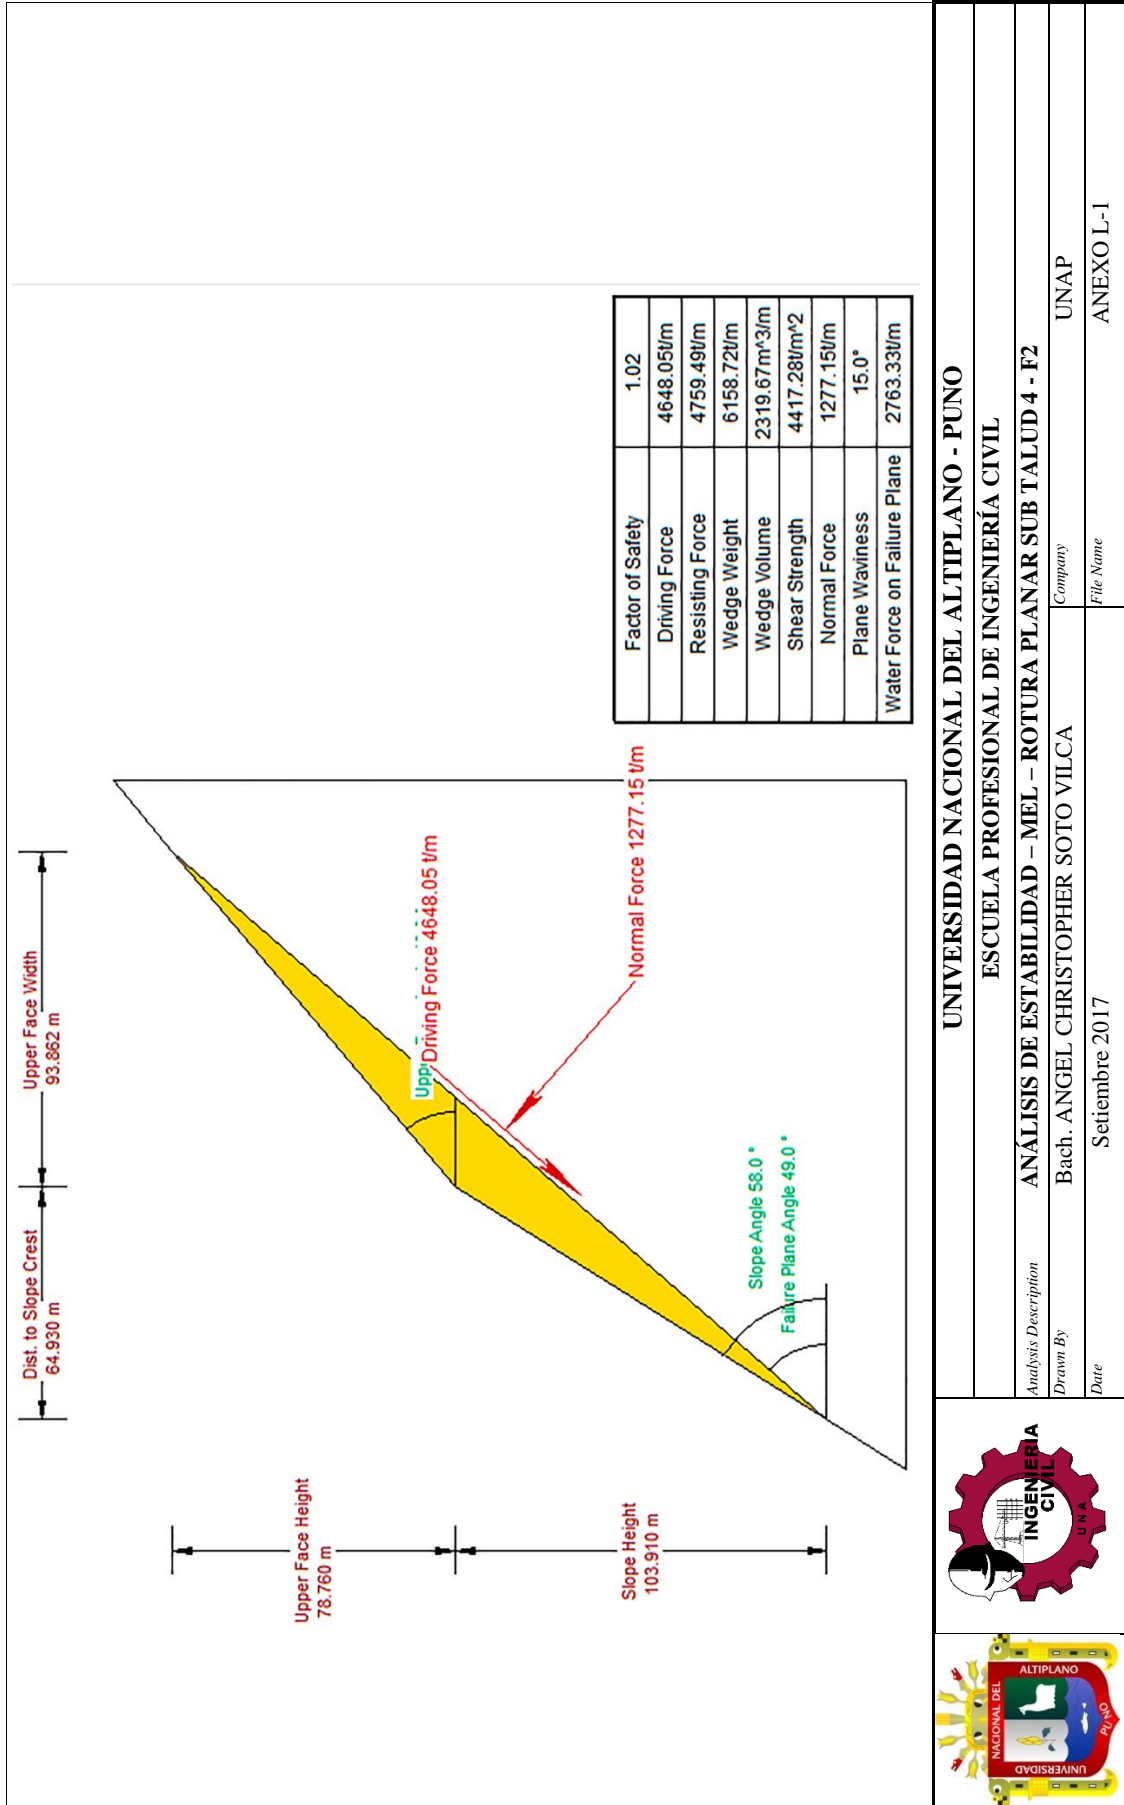 Dist. to Slope Crest
64.930 m
Upper Face Width
93.862 m
Upper Face Height
78.760 m
Slope Height
103.910 m
Driving Force 4648.05 t/m
Normal Force 1277.15 t/m
Slope Angle 58.0 °
Failure Plane Angle 49.0 °
Factor of Safety 1.02
Driving Force 4648.05t/m
Resisting Force 4759.49t/m
Wedge Weight 6158.72t/m
Wedge Volume 2319.67m^3/m
Shear Strength 4417.28t/m^2
Normal Force 1277.15t/m
Plane Waviness 15.0°
Water Force on Failure Plane 2763.33t/m
UNIVERSIDAD NACIONAL DEL ALTIPLANO - PUNO
ESCUELA PROFESIONAL DE INGENIERÍA CIVIL
Analysis Description ANÁLISIS DE ESTABILIDAD – MEL – ROTURA PLANAR SUB TALUD 4 - F2
Drawn By Bach. ANGEL CHRISTOPHER SOTO VILCA Company UNAP
Date Setiembre 2017 File Name ANEXO L-1
UNIVERSIDAD
NACIONAL DEL
ALTIPLANO
PUNO
INGENIERIA
CIVIL
UNA